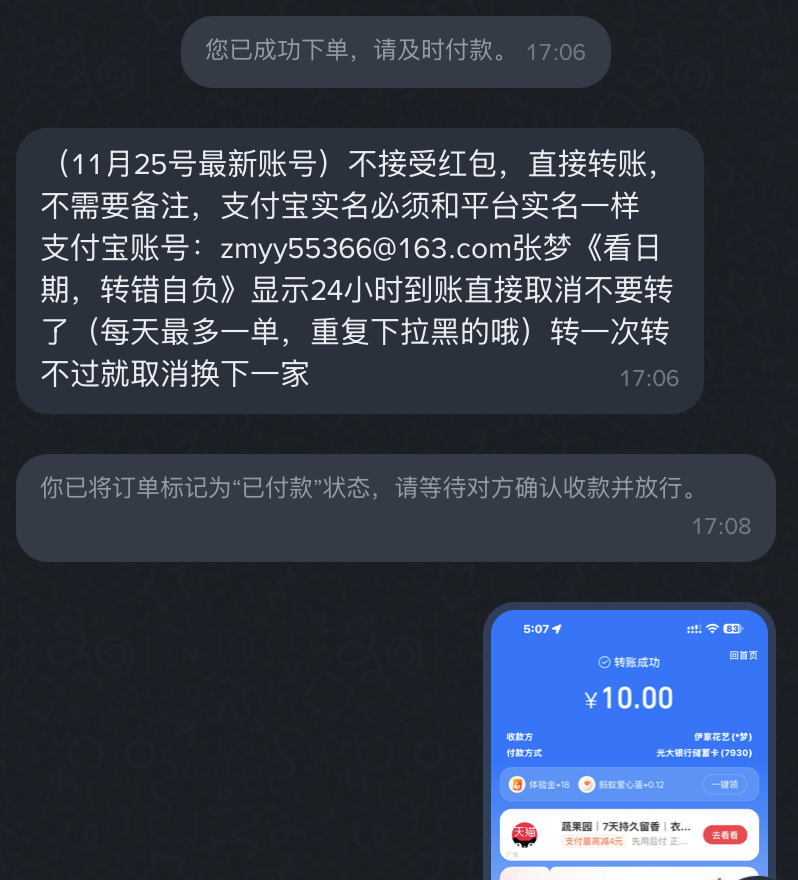 您已成功下单，请及时付款。 17:06
（11月25号最新账号）不接受红包，直接转账，
不需要备注，支付宝实名必须和平台实名一样
支付宝账号：zmyy55366@163.com张梦《看日
期，转错自负》显示24小时到账直接取消不要转
了（每天最多一单，重复下拉黑的哦）转一次转
不过就取消换下一家 17:06
你已将订单标记为“已付款”状态，请等待对方确认收款并放行。
17:08
5:07 83
回首页
转账成功
¥10.00
收款方 伊家花艺 (*梦)
付款方式 光大银行储蓄卡 (7930)
体验金+18 蚂蚁爱心蛋+0.12 一键领
天猫 蔬果园｜7天持久留香｜衣... 去看看
支付最高减4元 先用后付 正...
广告